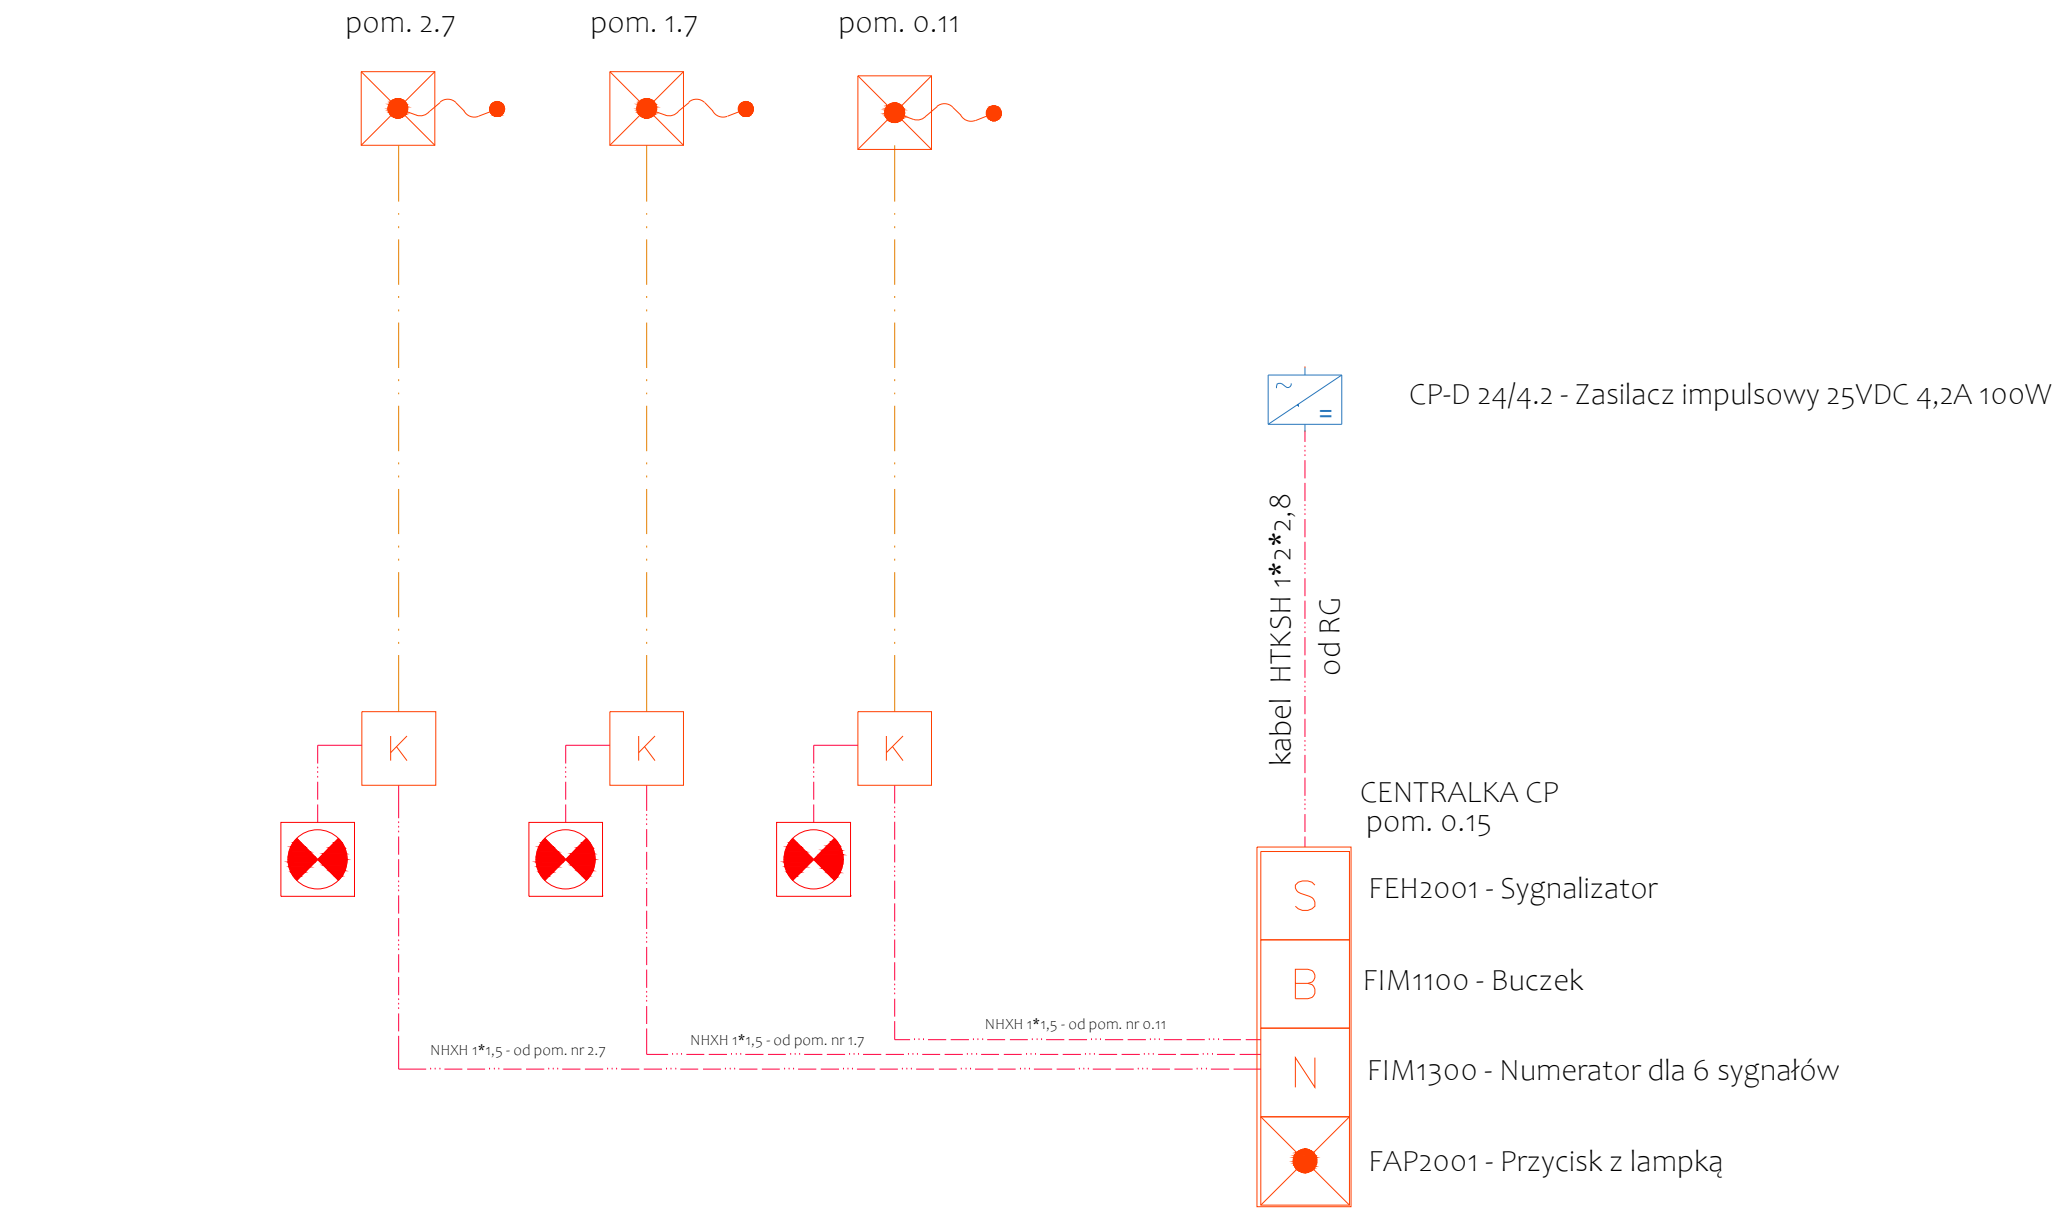 pom. 2.7
pom. 1.7
pom. 0.11
CP-D 24/4.2 - Zasilacz impulsowy 25VDC 4,2A 100W
kabel HTKSH 1*2*2,8
od RG
K
K
K
CENTRALKA CP
pom. 0.15
S
FEH2001 - Sygnalizator
B
FIM1100 - Buczek
NHXH 1*1,5 - od pom. nr 2.7
NHXH 1*1,5 - od pom. nr 1.7
NHXH 1*1,5 - od pom. nr 0.11
N
FIM1300 - Numerator dla 6 sygnałów
FAP2001 - Przycisk z lampką